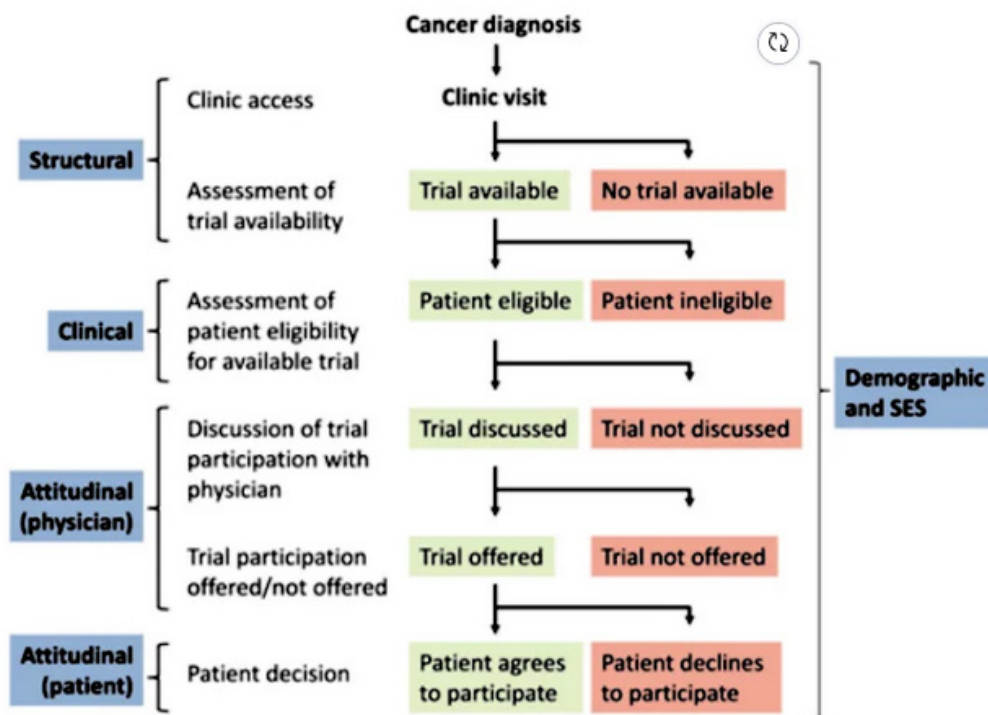 Cancer diagnosis
Clinic access
Clinic visit
Structural
Assessment of
trial availability
Trial available
No trial available
Clinical
Assessment of
patient eligibility
for available trial
Patient eligible
Patient ineligible
Demographic
and SES
Attitudinal
(physician)
Discussion of trial
participation with
physician
Trial discussed
Trial not discussed
Trial participation
offered/not offered
Trial offered
Trial not offered
Attitudinal
(patient)
Patient decision
Patient agrees
to participate
Patient declines
to participate